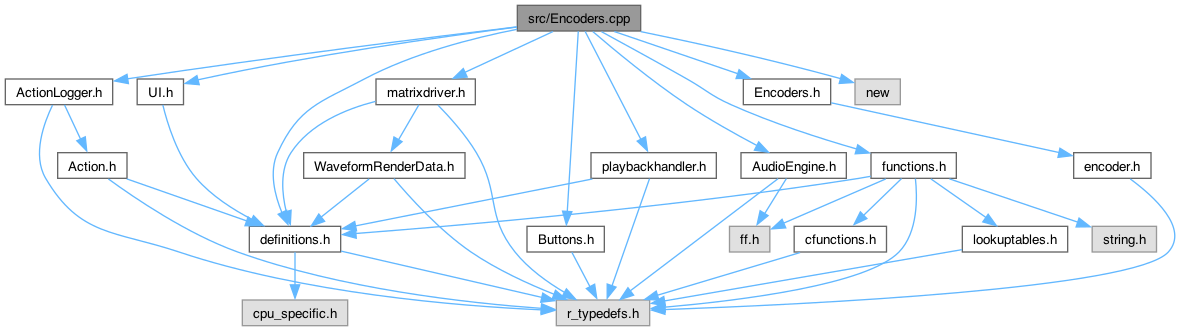 src/Encoders.cpp
ActionLogger.h
UI.h
matrixdriver.h
Encoders.h
new
Action.h
WaveformRenderData.h
playbackhandler.h
AudioEngine.h
functions.h
encoder.h
definitions.h
Buttons.h
ff.h
cfunctions.h
lookuptables.h
string.h
cpu_specific.h
r_typedefs.h